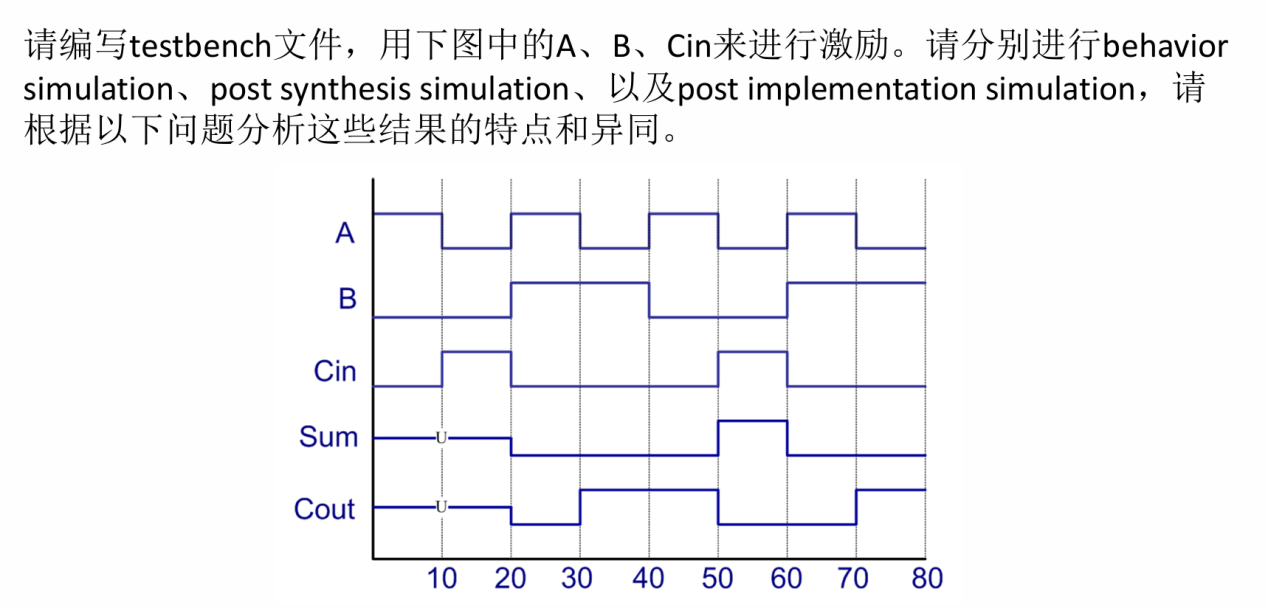 请编写testbench文件，用下图中的A、B、Cin来进行激励。请分别进行behavior
simulation、post synthesis simulation、以及post implementation simulation，请
根据以下问题分析这些结果的特点和异同。
A
B
Cin
Sum U
Cout U
10 20 30 40 50 60 70 80